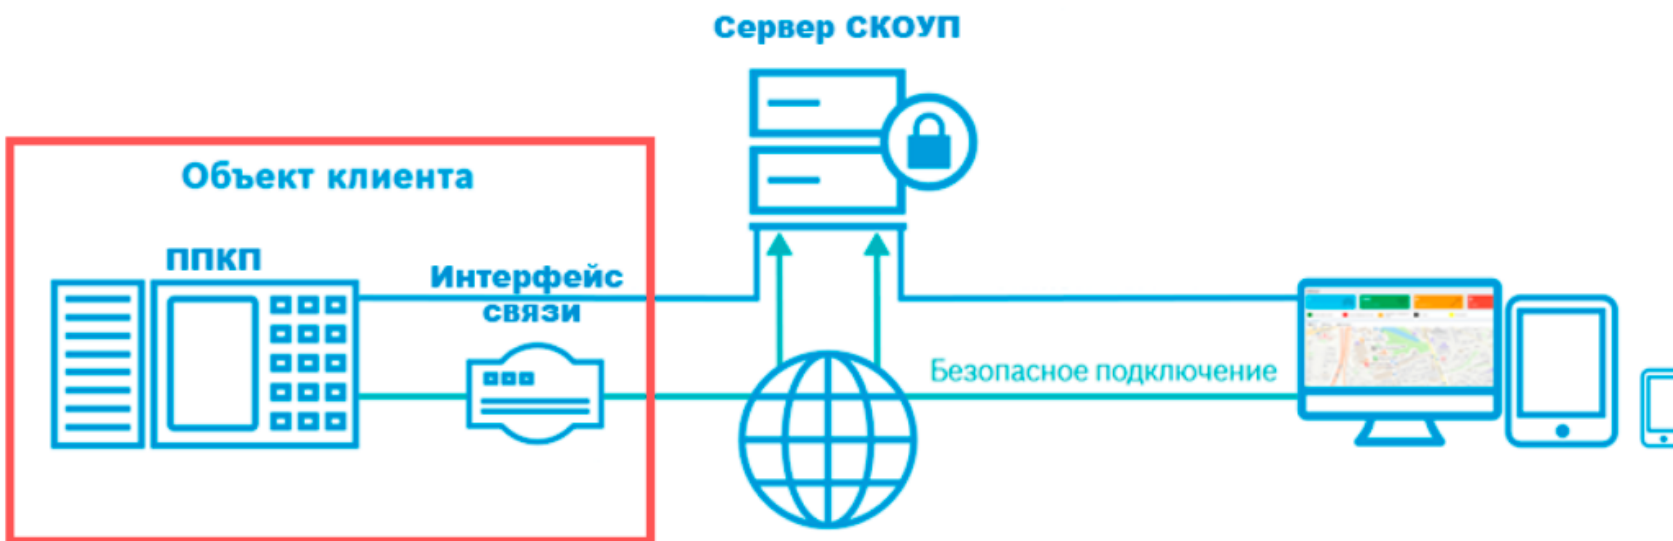 Сервер СКОУП
Объект клиента
ППКП
Интерфейс
связи
Безопасное подключение